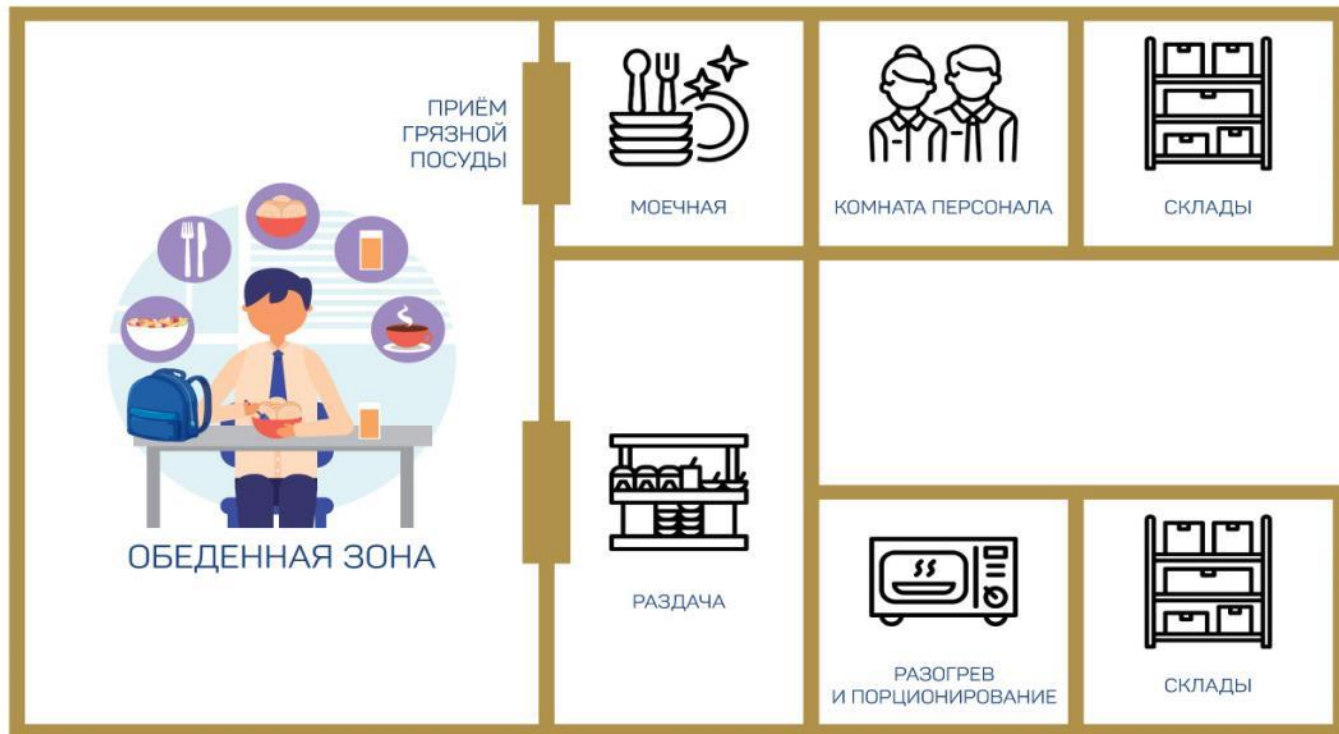 ПРИЁМ
ГРЯЗНОЙ
ПОСУДЫ
МОЕЧНАЯ
КОМНАТА ПЕРСОНАЛА
СКЛАДЫ
ОБЕДЕННАЯ ЗОНА
РАЗДАЧА
РАЗОГРЕВ
И ПОРЦИОНИРОВАНИЕ
СКЛАДЫ